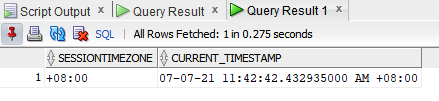 Script Output Query Result Query Result 1
SQL All Rows Fetched: 1 in 0.275 seconds
SESSIONTIMEZONE CURRENT_TIMESTAMP
1 +08:00 07-07-21 11:42:42.432935000 AM +08:00